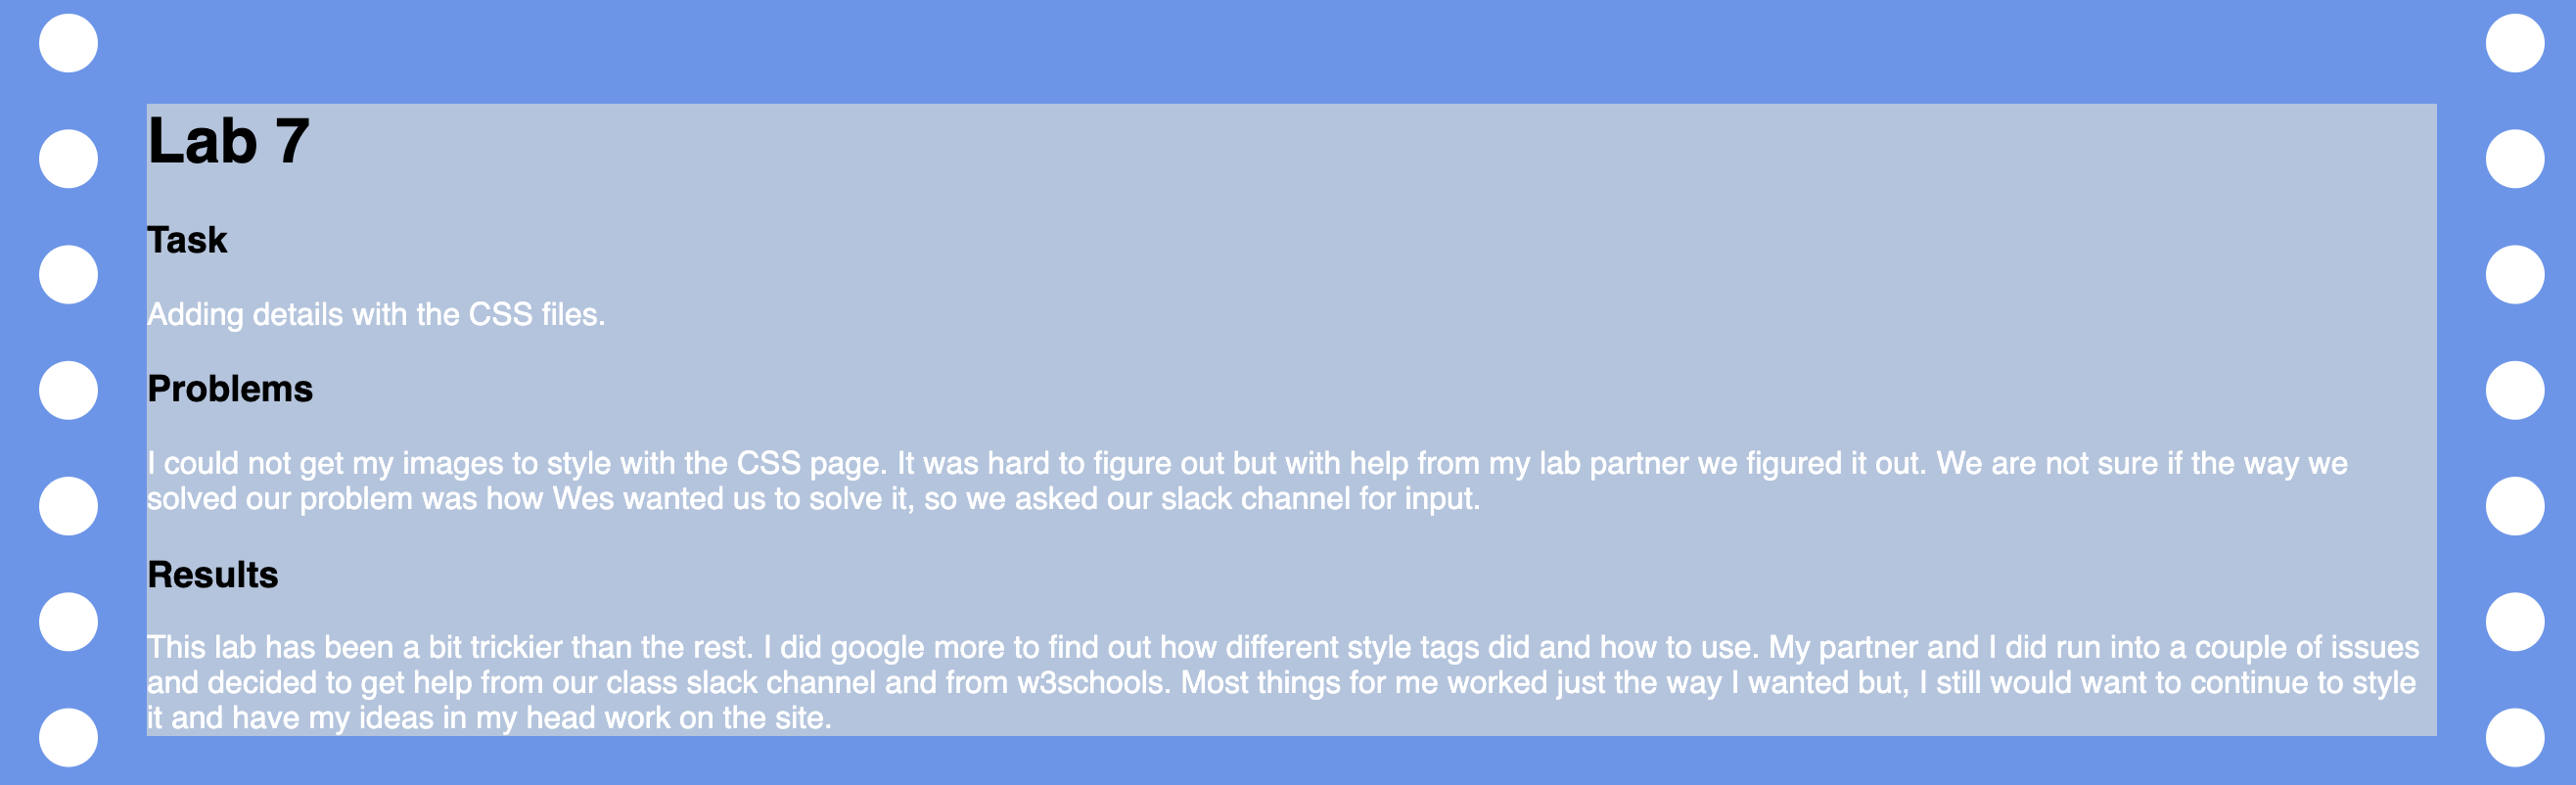 Lab 7
Task
Adding details with the CSS files.
Problems
I could not get my images to style with the CSS page. It was hard to figure out but with help from my lab partner we figured it out. We are not sure if the way we
solved our problem was how Wes wanted us to solve it, so we asked our slack channel for input.
Results
This lab has been a bit trickier than the rest. I did google more to find out how different style tags did and how to use. My partner and I did run into a couple of issues
and decided to get help from our class slack channel and from w3schools. Most things for me worked just the way I wanted but, I still would want to continue to style
it and have my ideas in my head work on the site.